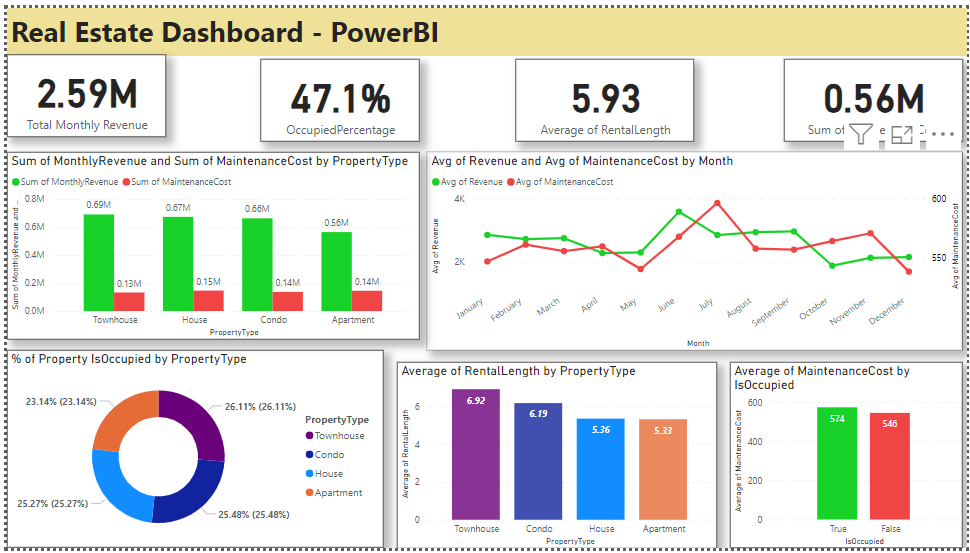 Real Estate Dashboard - PowerBI
2.59M
Total Monthly Revenue
47.1%
OccupiedPercentage
5.93
Average of RentalLength
0.56M
Sum of
Sum of MonthlyRevenue and Sum of MaintenanceCost by PropertyType
Sum of MonthlyRevenue Sum of MaintenanceCost
Sum of MonthlyRevenue and ...
0.8M
0.6M
0.4M
0.2M
0.0M
0.69M
0.13M
0.67M
0.15M
0.66M
0.14M
0.56M
0.14M
Townhouse House Condo Apartment
PropertyType
Avg of Revenue and Avg of MaintenanceCost by Month
Avg of Revenue Avg of MaintenanceCost
Avg of Revenue
4K
2K
600
550
Avg of MaintenanceCost
January February March April May June July August September October November December
Month
% of Property IsOccupied by PropertyType
23.14% (23.14%)
26.11% (26.11%)
25.27% (25.27%)
25.48% (25.48%)
PropertyType
Townhouse
Condo
House
Apartment
Average of RentalLength by PropertyType
Average of RentalLength
6
4
2
0
6.92
6.19
5.36
5.33
Townhouse Condo House Apartment
PropertyType
Average of MaintenanceCost by
IsOccupied
Average of MaintenanceCost
600
400
200
0
574
546
True False
IsOccupied